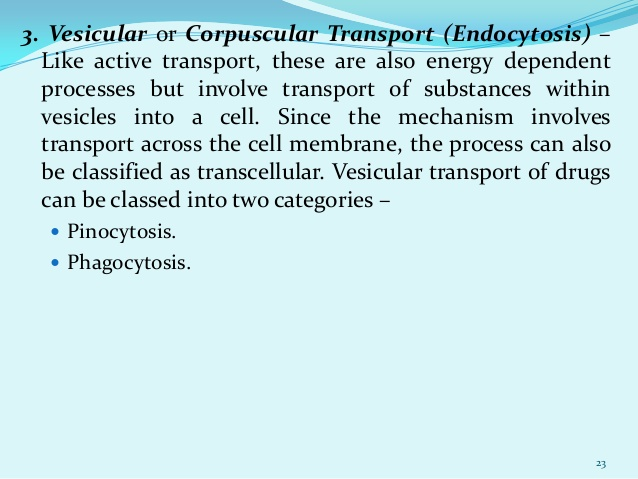 3. Vesicular or Corpuscular Transport (Endocytosis) –
Like active transport, these are also energy dependent
processes but involve transport of substances within
vesicles into a cell. Since the mechanism involves
transport across the cell membrane, the process can also
be classified as transcellular. Vesicular transport of drugs
can be classed into two categories –
• Pinocytosis.
• Phagocytosis.
23